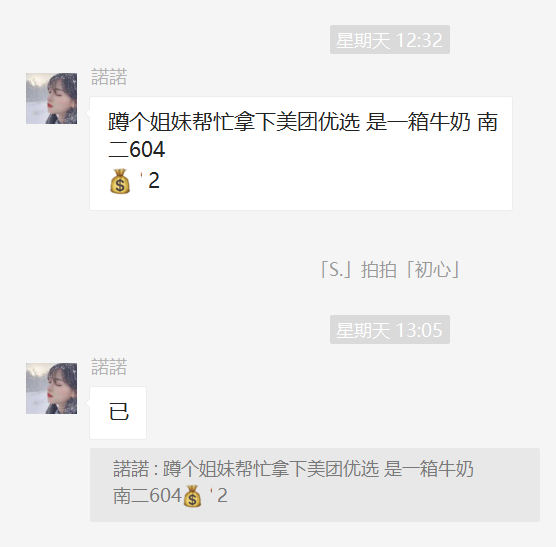 星期天 12:32
諾諾
蹲个姐妹帮忙拿下美团优选 是一箱牛奶 南
二604
💰 ' 2
「S.」拍拍「初心」
星期天 13:05
諾諾
已
諾諾 : 蹲个姐妹帮忙拿下美团优选 是一箱牛奶
南二604💰 ' 2